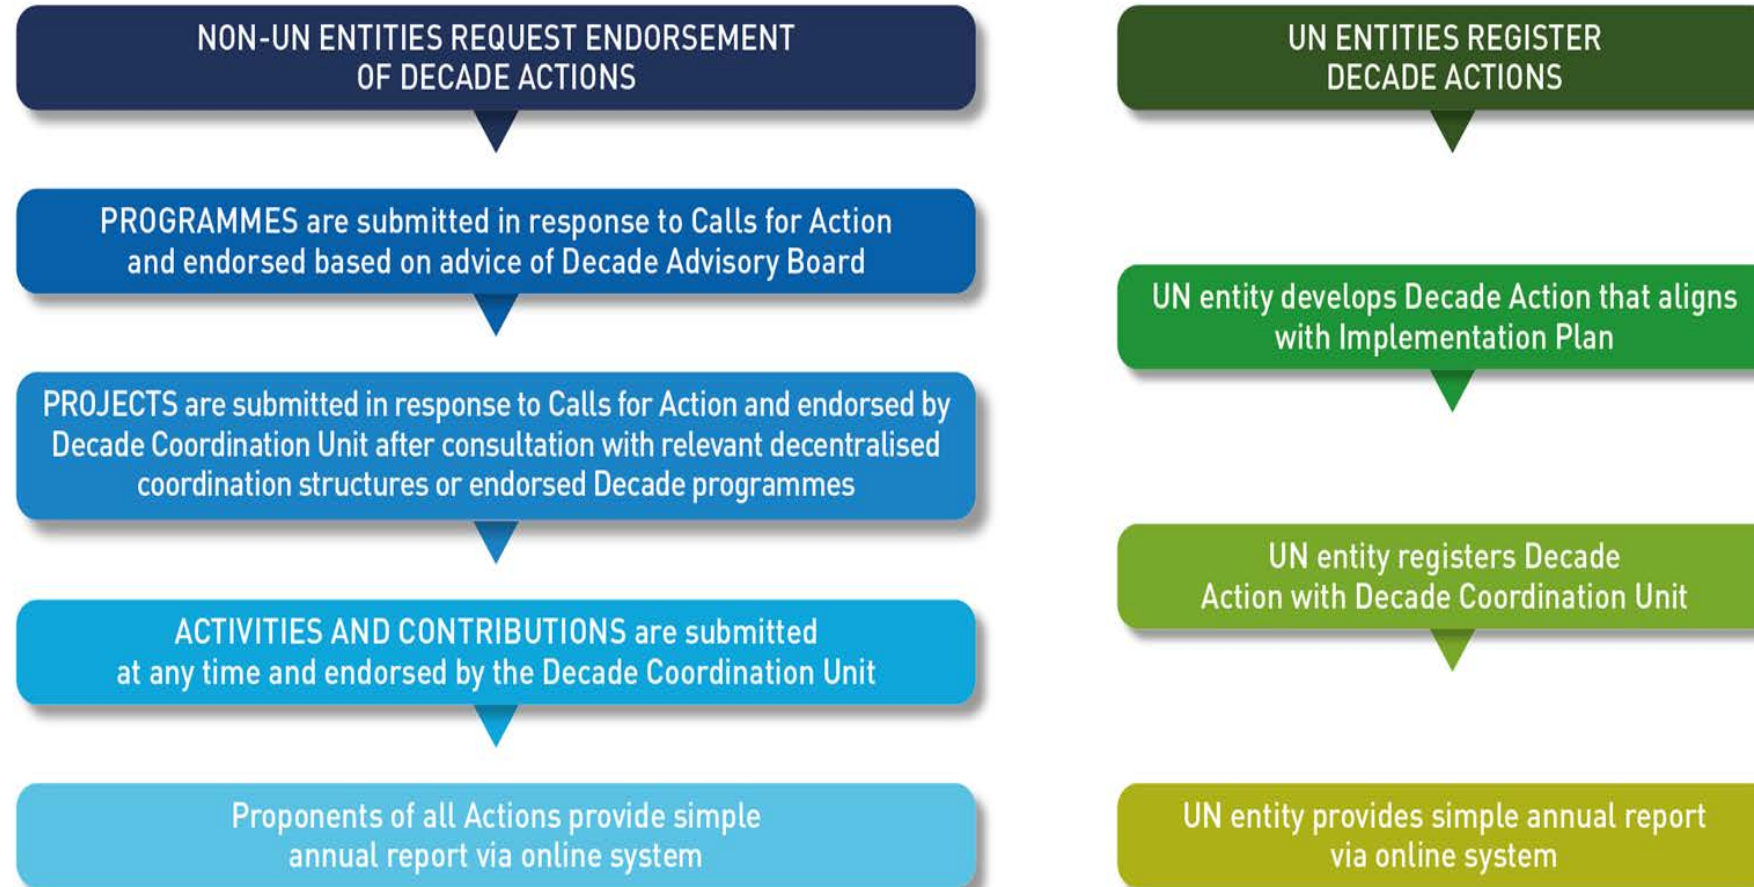 NON-UN ENTITIES REQUEST ENDORSEMENT
OF DECADE ACTIONS
PROGRAMMES are submitted in response to Calls for Action
and endorsed based on advice of Decade Advisory Board
PROJECTS are submitted in response to Calls for Action and endorsed by
Decade Coordination Unit after consultation with relevant decentralised
coordination structures or endorsed Decade programmes
ACTIVITIES AND CONTRIBUTIONS are submitted
at any time and endorsed by the Decade Coordination Unit
Proponents of all Actions provide simple
annual report via online system
UN ENTITIES REGISTER
DECADE ACTIONS
UN entity develops Decade Action that aligns
with Implementation Plan
UN entity registers Decade
Action with Decade Coordination Unit
UN entity provides simple annual report
via online system